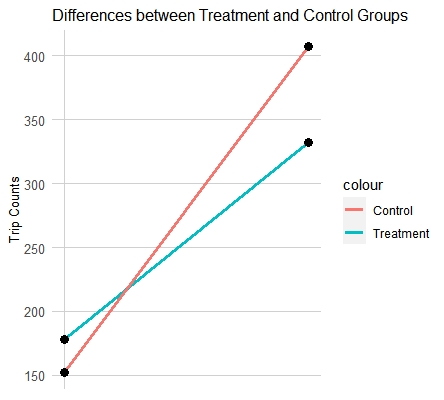 Differences between Treatment and Control Groups
400
350
300
250
200
150
Trip Counts
colour
Control
Treatment